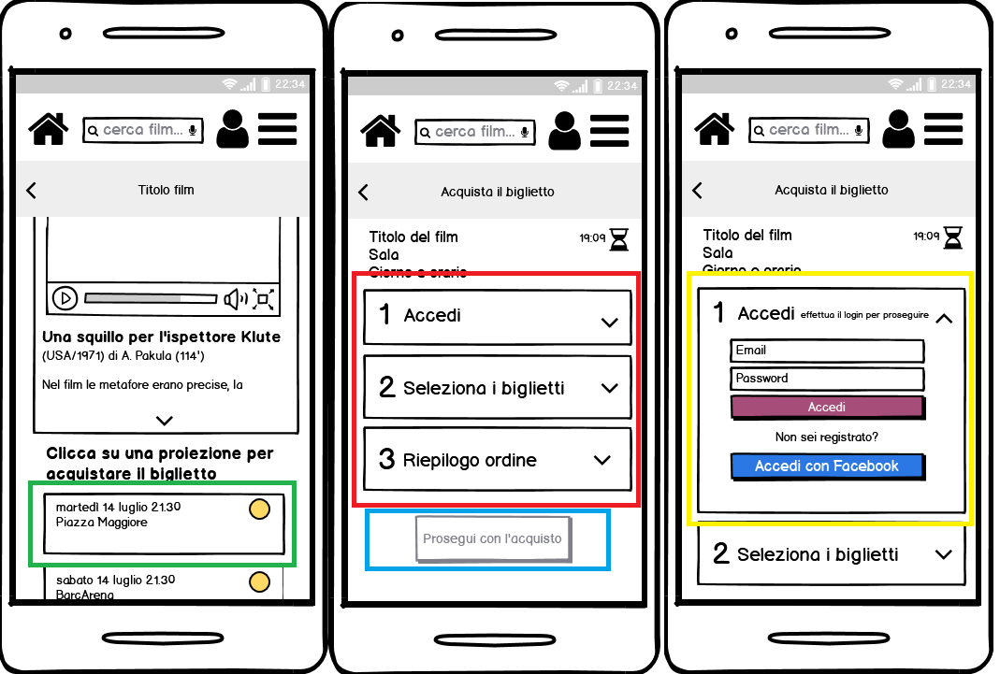 22:34
cerca film...
Titolo film
Una squillo per l'ispettore Klute
(USA/1971) di A. Pakula (114')
Nel film le metafore erano precise, la
Clicca su una proiezione per
acquistare il biglietto
martedì 14 luglio 21.30
Piazza Maggiore
sabato 14 luglio 21.30
BarcArena
22:34
cerca film...
Acquista il biglietto
Titolo del film
19:09
Sala
Giorno e orario
1 Accedi
2 Seleziona i biglietti
3 Riepilogo ordine
Prosegui con l'acquisto
22:34
cerca film...
Acquista il biglietto
Titolo del film
19:09
Sala
Giorno e orario
1 Accedi effettua il login per proseguire
Email
Password
Accedi
Non sei registrato?
Accedi con Facebook
2 Seleziona i biglietti